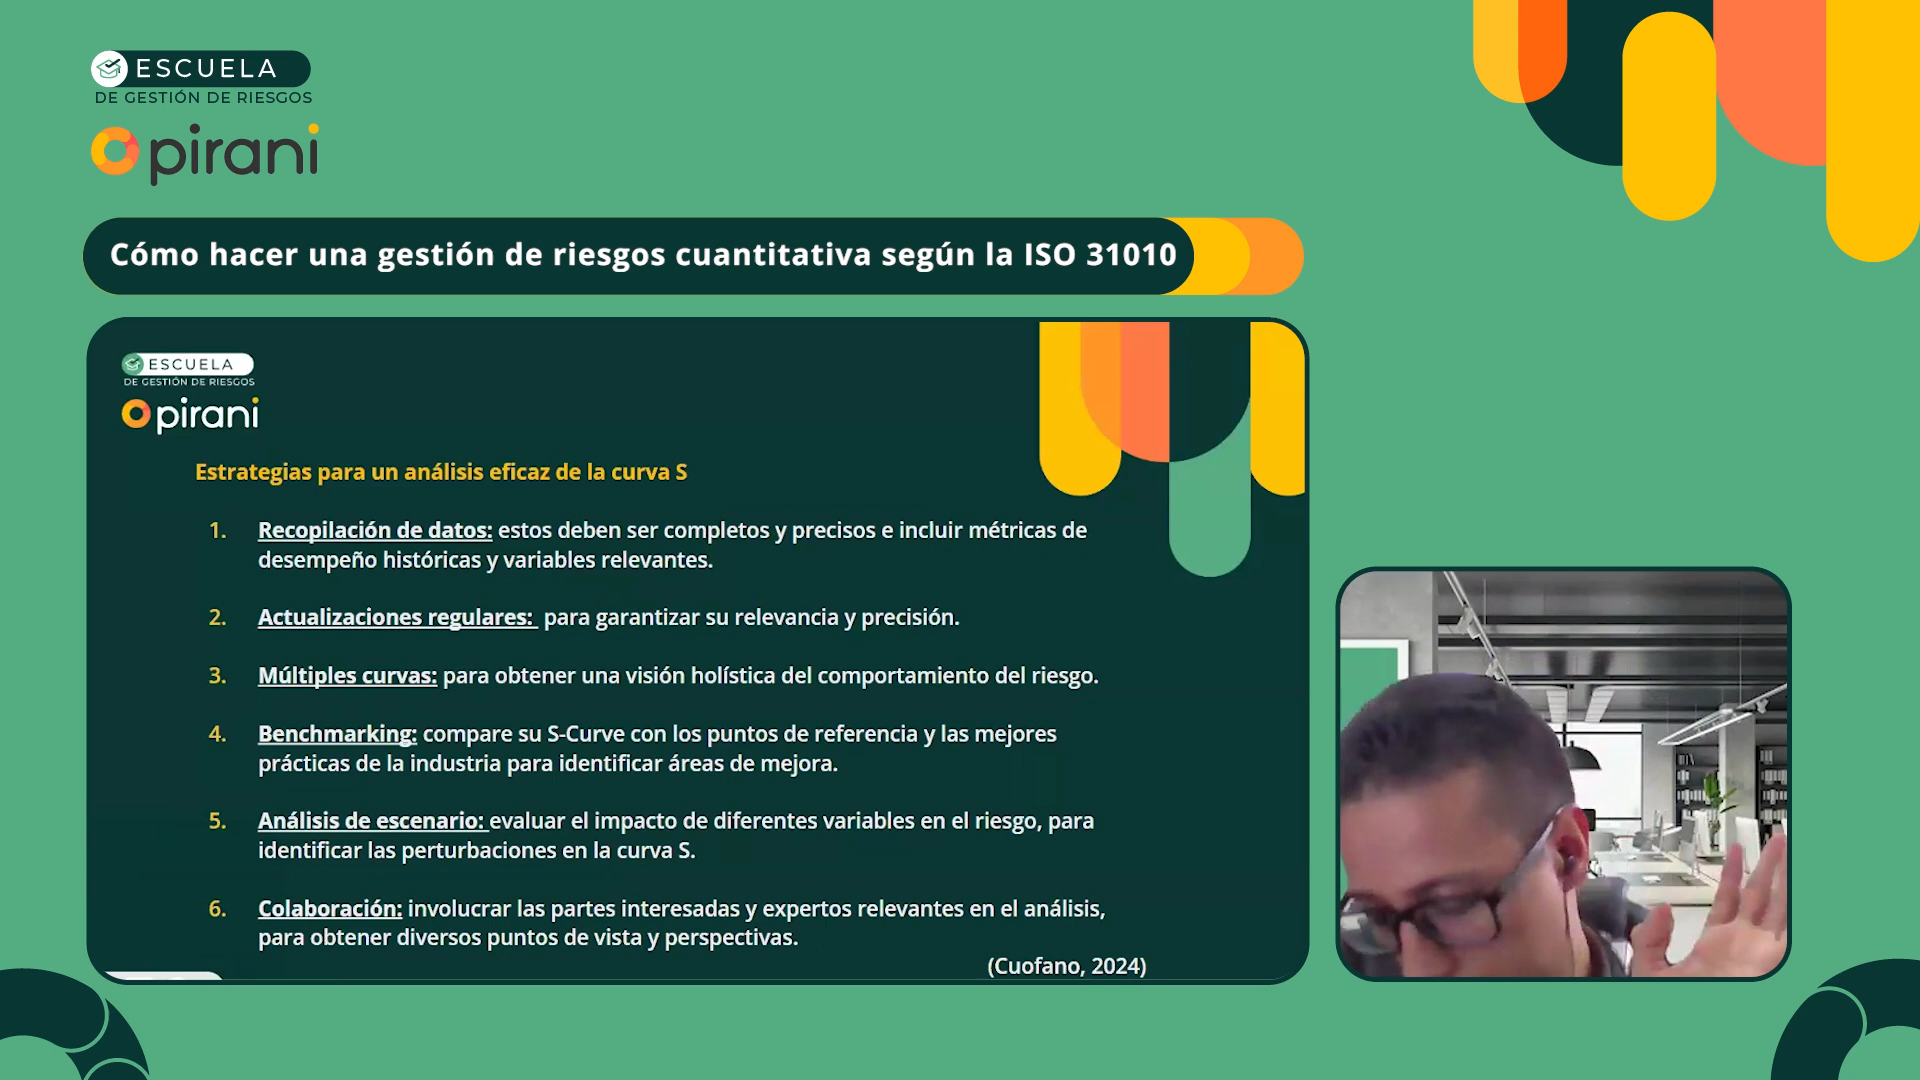 ESCUELA
DE GESTIÓN DE RIESGOS
pirani
Cómo hacer una gestión de riesgos cuantitativa según la ISO 31010
ESCUELA
DE GESTIÓN DE RIESGOS
pirani
Estrategias para un análisis eficaz de la curva S
1. Recopilación de datos: estos deben ser completos y precisos e incluir métricas de
desempeño históricas y variables relevantes.
2. Actualizaciones regulares: para garantizar su relevancia y precisión.
3. Múltiples curvas: para obtener una visión holística del comportamiento del riesgo.
4. Benchmarking: compare su S-Curve con los puntos de referencia y las mejores
prácticas de la industria para identificar áreas de mejora.
5. Análisis de escenario: evaluar el impacto de diferentes variables en el riesgo, para
identificar las perturbaciones en la curva S.
6. Colaboración: involucrar las partes interesadas y expertos relevantes en el análisis,
para obtener diversos puntos de vista y perspectivas.
(Cuofano, 2024)